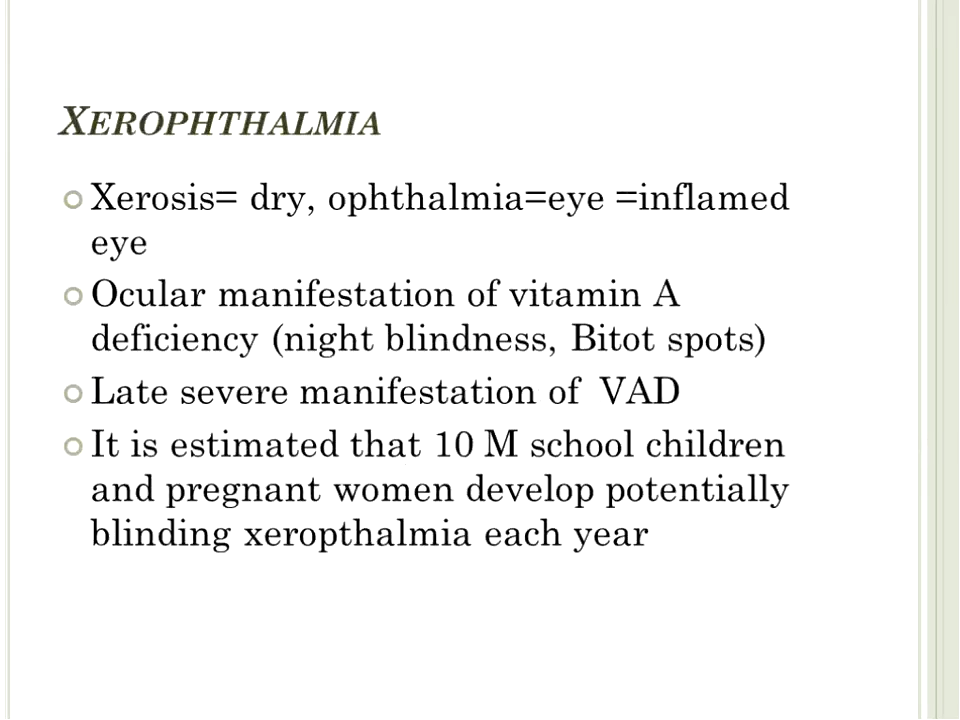 XEROPHTHALMIA
Xerosis= dry, ophthalmia=eye =inflamed
eye
Ocular manifestation of vitamin A
deficiency (night blindness, Bitot spots)
Late severe manifestation of  VAD
It is estimated that 10 M school children
and pregnant women develop potentially
blinding xeropthalmia each year